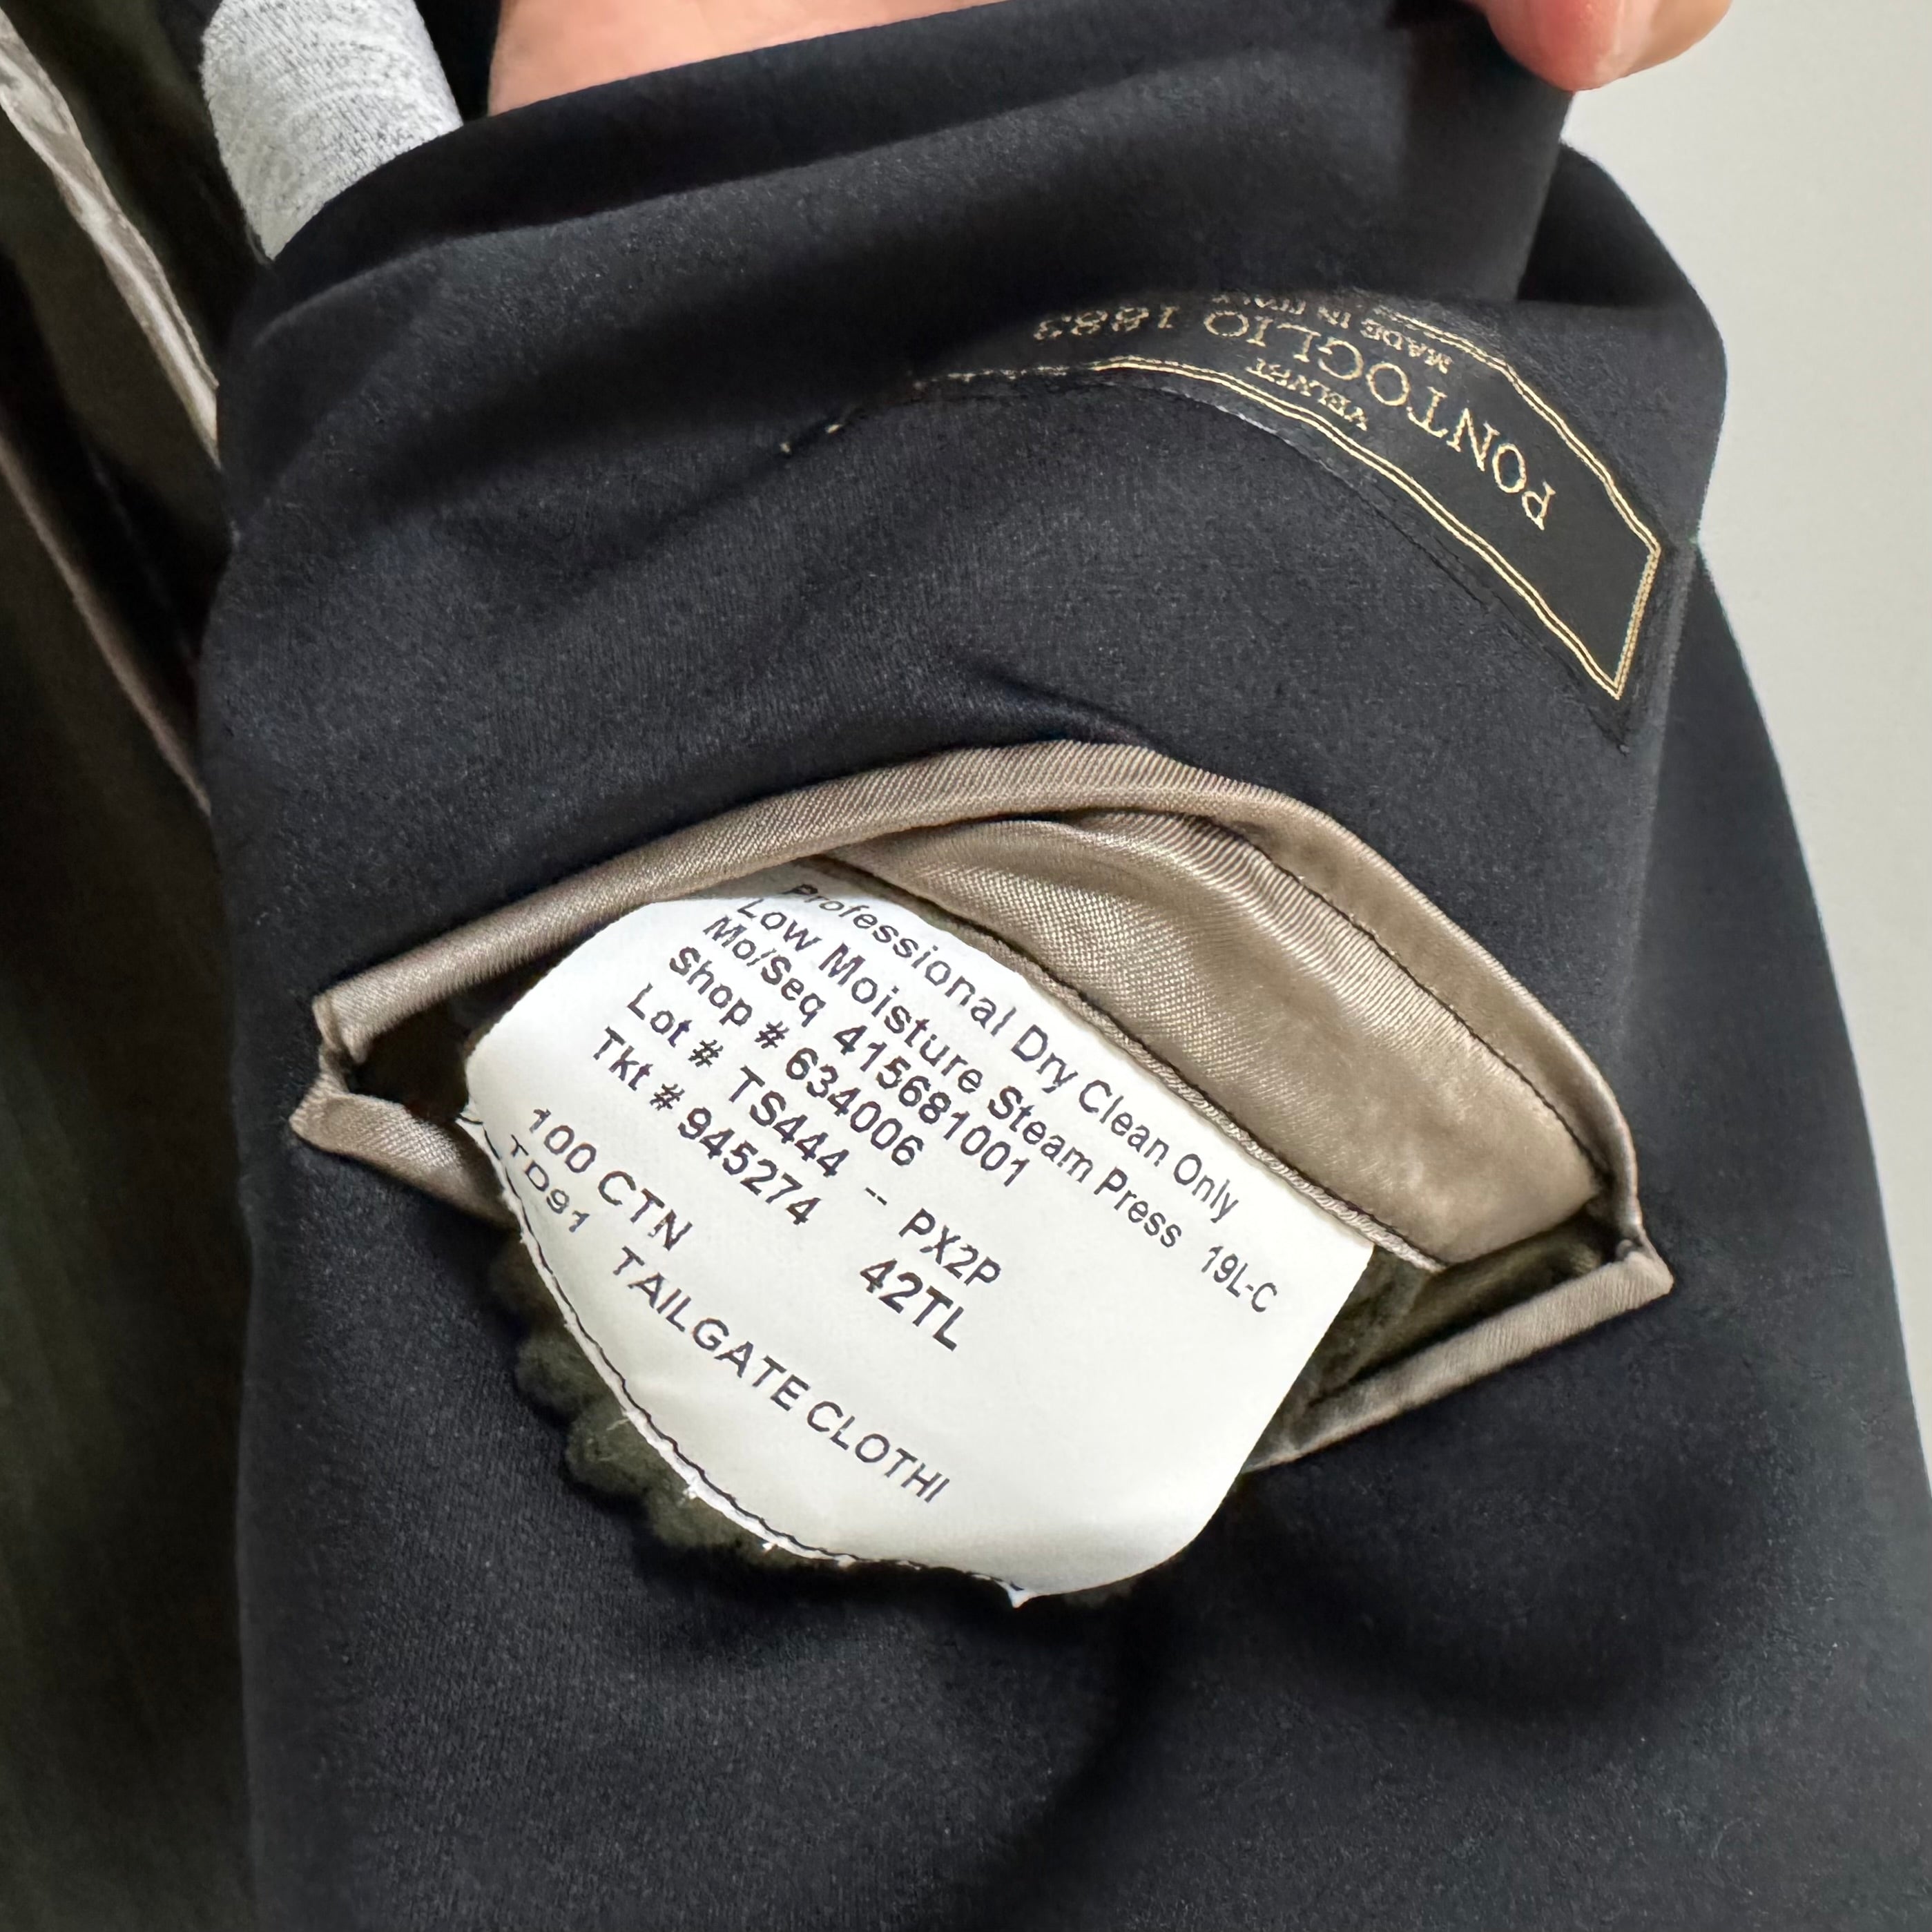 VELVET
PONTOGLIO 1883
MADE IN ITALY
Professional Dry Clean Only
Low Moisture Steam Press 19L-C
Mo/Seq 415681001
Shop # 634006
Lot # TS444 -- PX2P
Tkt # 945274 42TL
100 CTN
TD91 TAILGATE CLOTHI